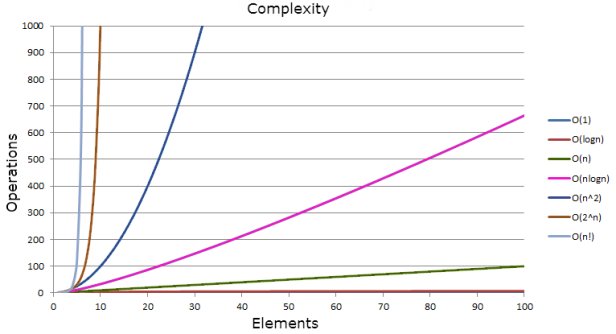 Complexity
1000
900
800
700
600
500
400
300
200
100
0
0 10 20 30 40 50 60 70 80 90 100
Operations
Elements
O(1)
O(logn)
O(n)
O(nlogn)
O(n^2)
O(2^n)
O(n!)